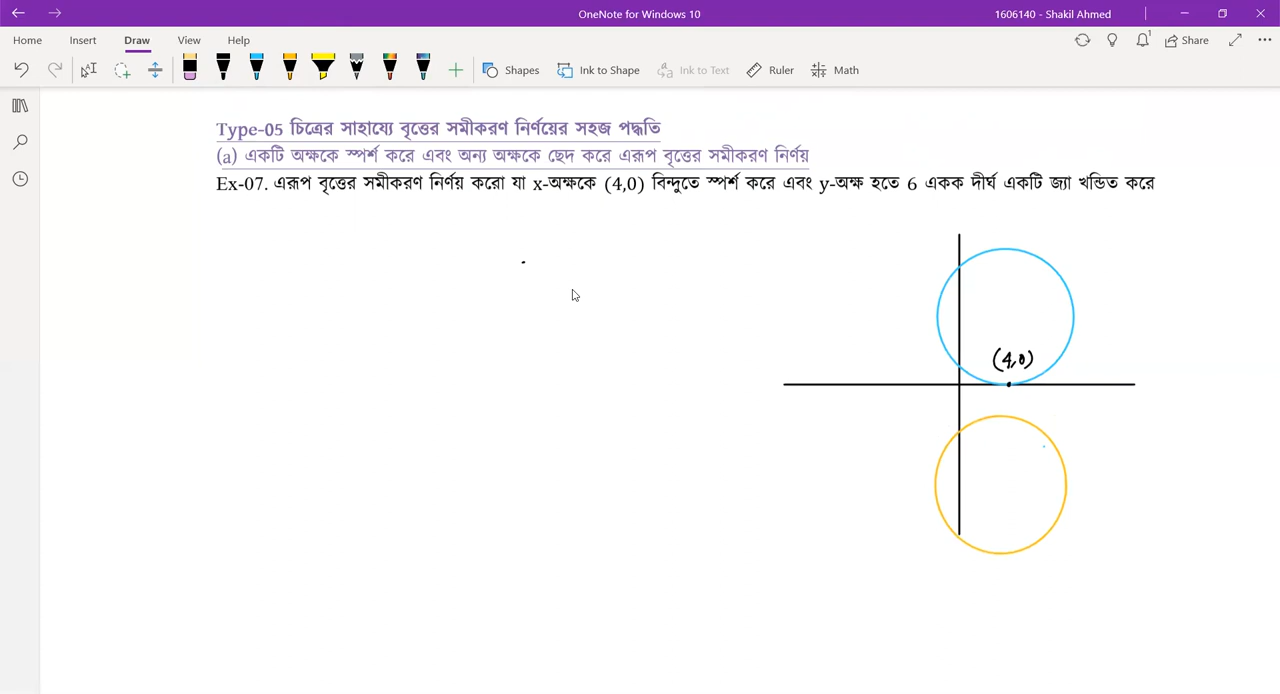 OneNote for Windows 10
1606140 - Shakil Ahmed
Home Insert Draw View Help
Share
Shapes Ink to Shape Ink to Text Ruler Math
Type-05 চিত্রের সাহায্যে বৃত্তের সমীকরণ নির্ণয়ের সহজ পদ্ধতি
(a) একটি অক্ষকে স্পর্শ করে এবং অন্য অক্ষকে ছেদ করে এরূপ বৃত্তের সমীকরণ নির্ণয়
Ex-07. এরূপ বৃত্তের সমীকরণ নির্ণয় করো যা x-অক্ষকে (4,0) বিন্দুতে স্পর্শ করে এবং y-অক্ষ হতে 6 একক দীর্ঘ একটি জ্যা খন্ডিত করে
(4,0)